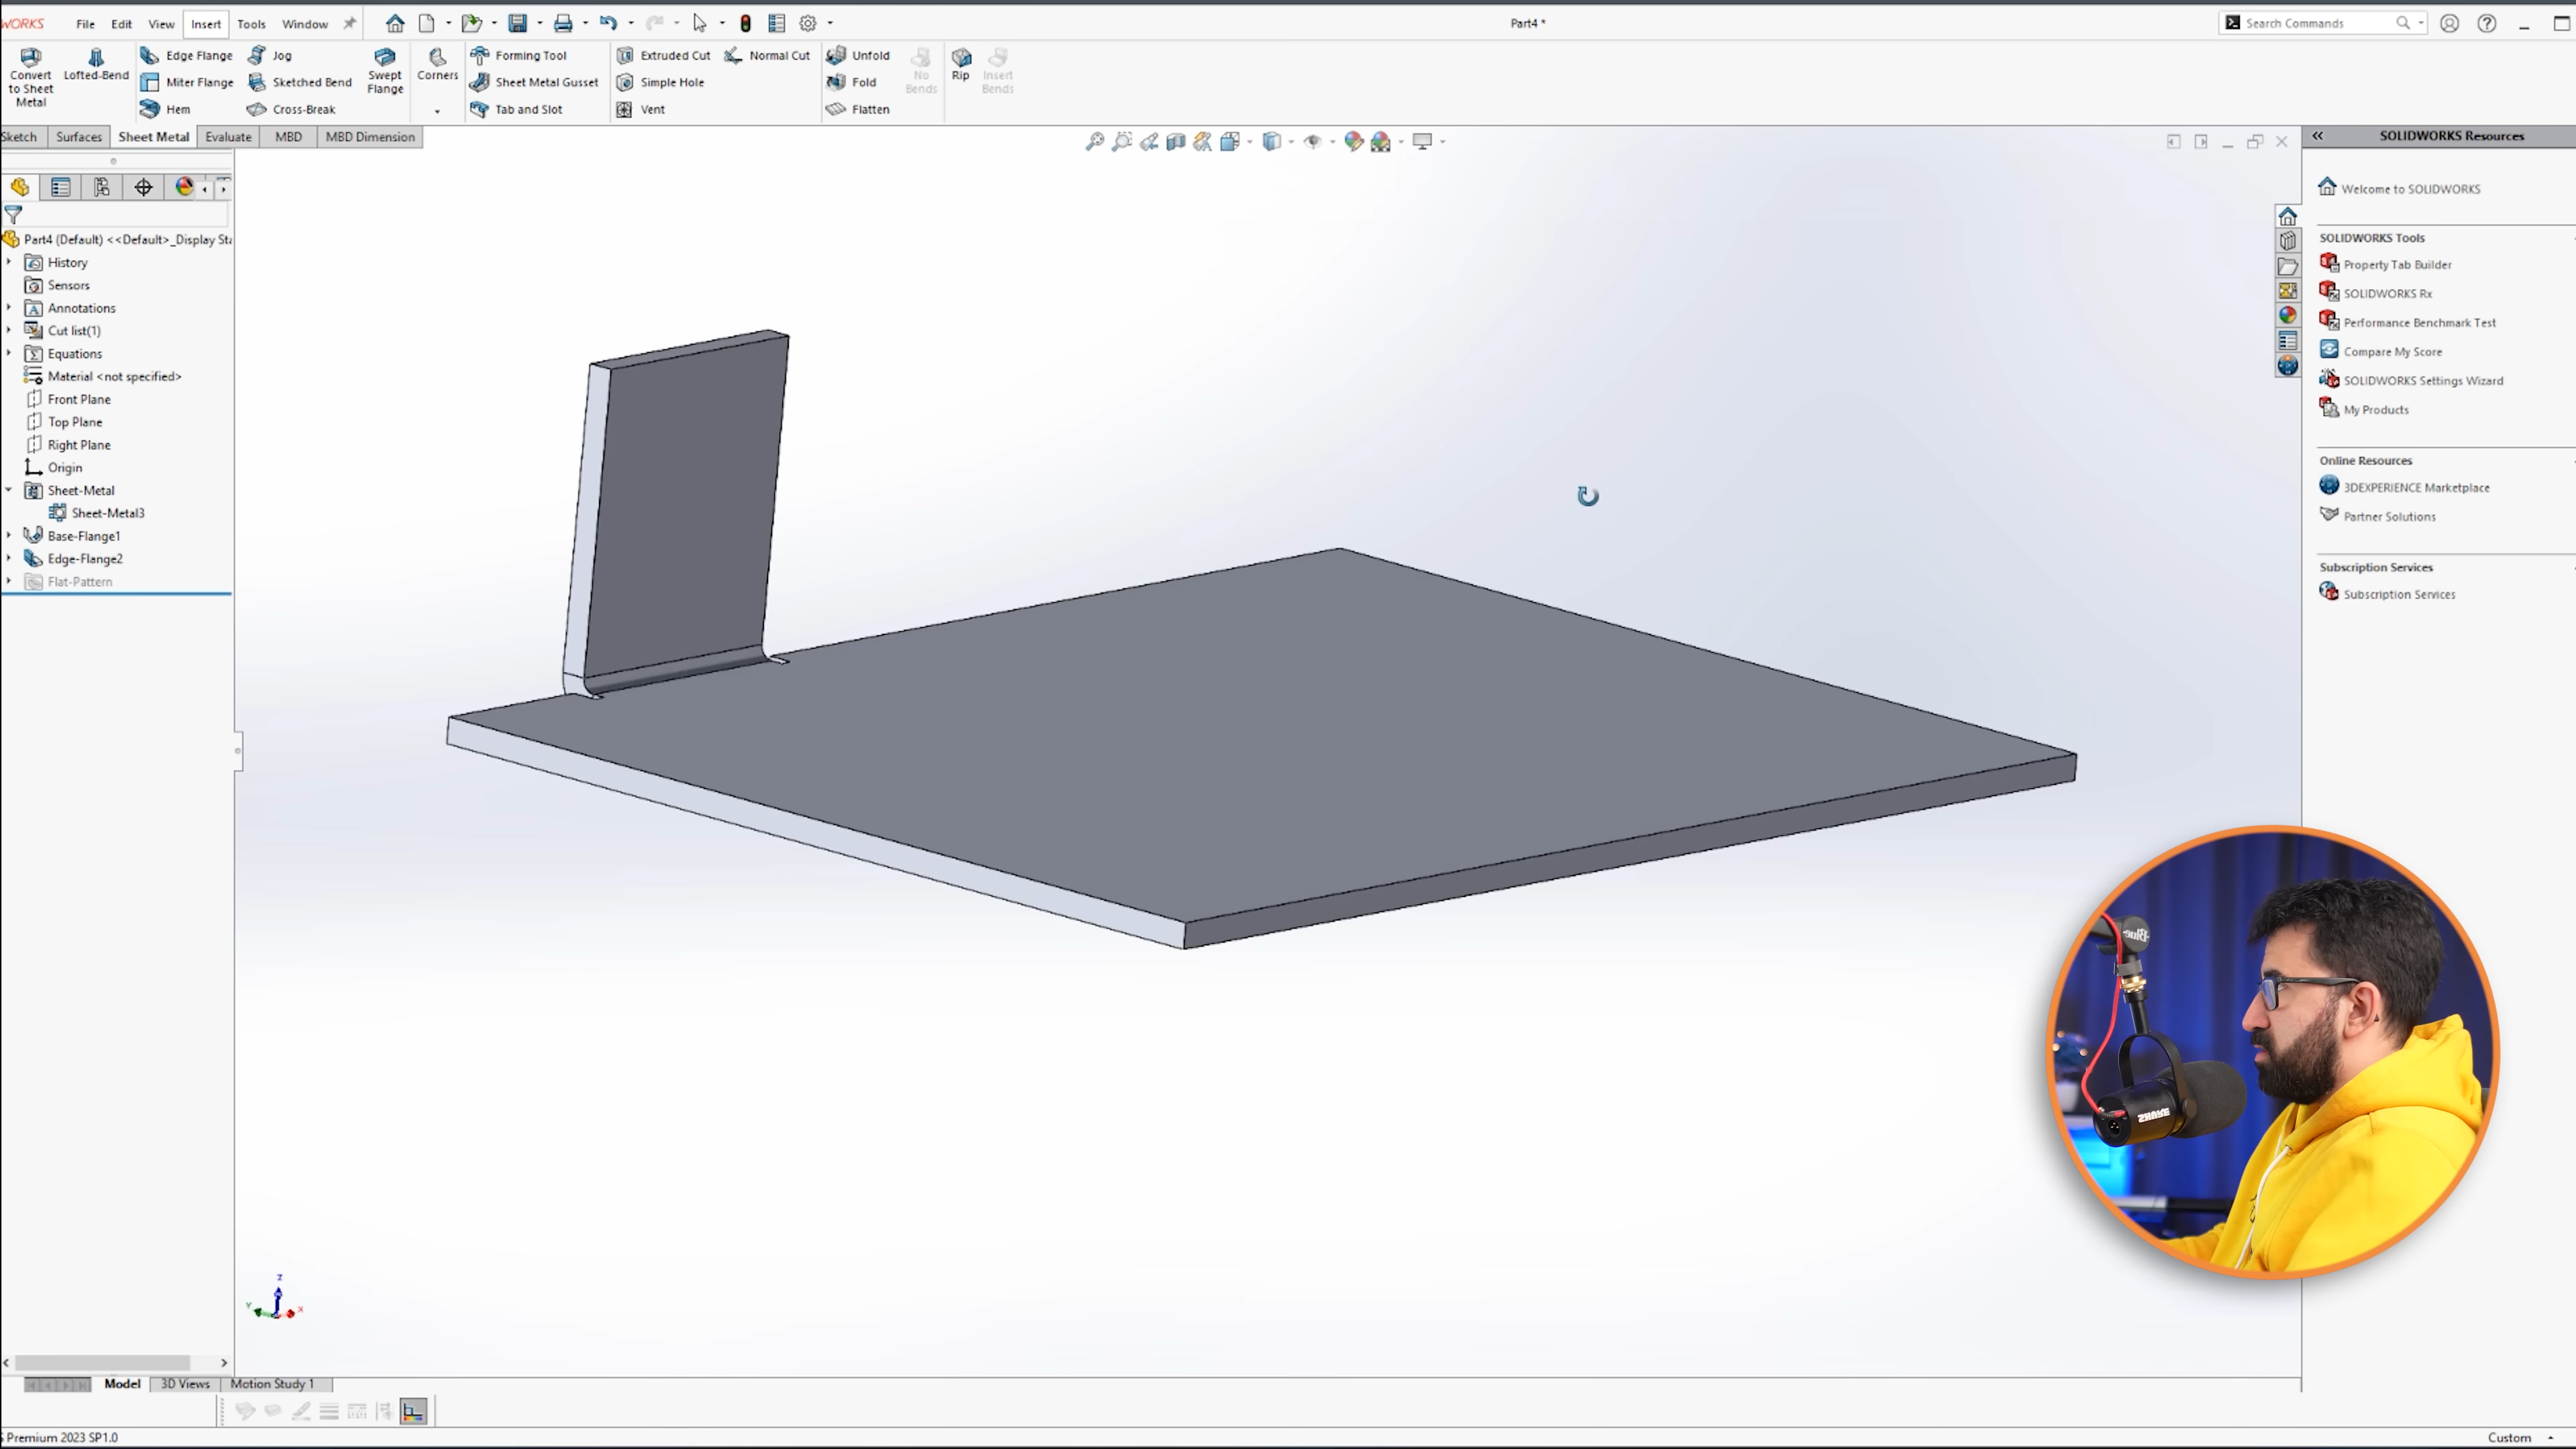 WORKS File Edit View Insert Tools Window Part4 * Search Commands
Convert to Sheet Metal
Lofted-Bend
Edge Flange
Miter Flange
Hem
Jog
Sketched Bend
Cross-Break
Swept Flange
Corners
Forming Tool
Sheet Metal Gusset
Tab and Slot
Extruded Cut
Simple Hole
Vent
Normal Cut
Unfold
Fold
Flatten
No Bends
Rip
Insert Bends
Sketch Surfaces Sheet Metal Evaluate MBD MBD Dimension
Part4 (Default) <<Default>_Display Sta
History
Sensors
Annotations
Cut list(1)
Equations
Material <not specified>
Front Plane
Top Plane
Right Plane
Origin
Sheet-Metal
Sheet-Metal3
Base-Flange1
Edge-Flange2
Flat-Pattern
SOLIDWORKS Resources
Welcome to SOLIDWORKS
SOLIDWORKS Tools
Property Tab Builder
SOLIDWORKS Rx
Performance Benchmark Test
Compare My Score
SOLIDWORKS Settings Wizard
My Products
Online Resources
3DEXPERIENCE Marketplace
Partner Solutions
Subscription Services
Subscription Services
Blue
SHURE
Z
Y
X
Model 3D Views Motion Study 1
S Premium 2023 SP1.0
Custom